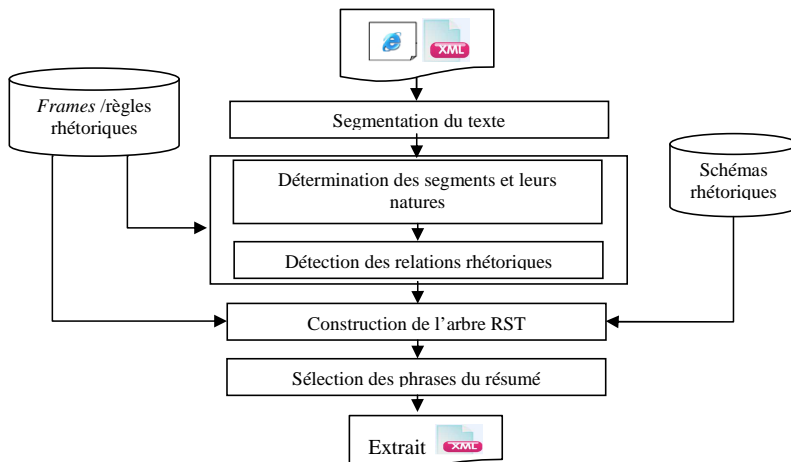 XML
Frames /règles
rhétoriques
Segmentation du texte
Schémas
rhétoriques
Détermination des segments et leurs
natures
Détection des relations rhétoriques
Construction de l’arbre RST
Sélection des phrases du résumé
Extrait XML